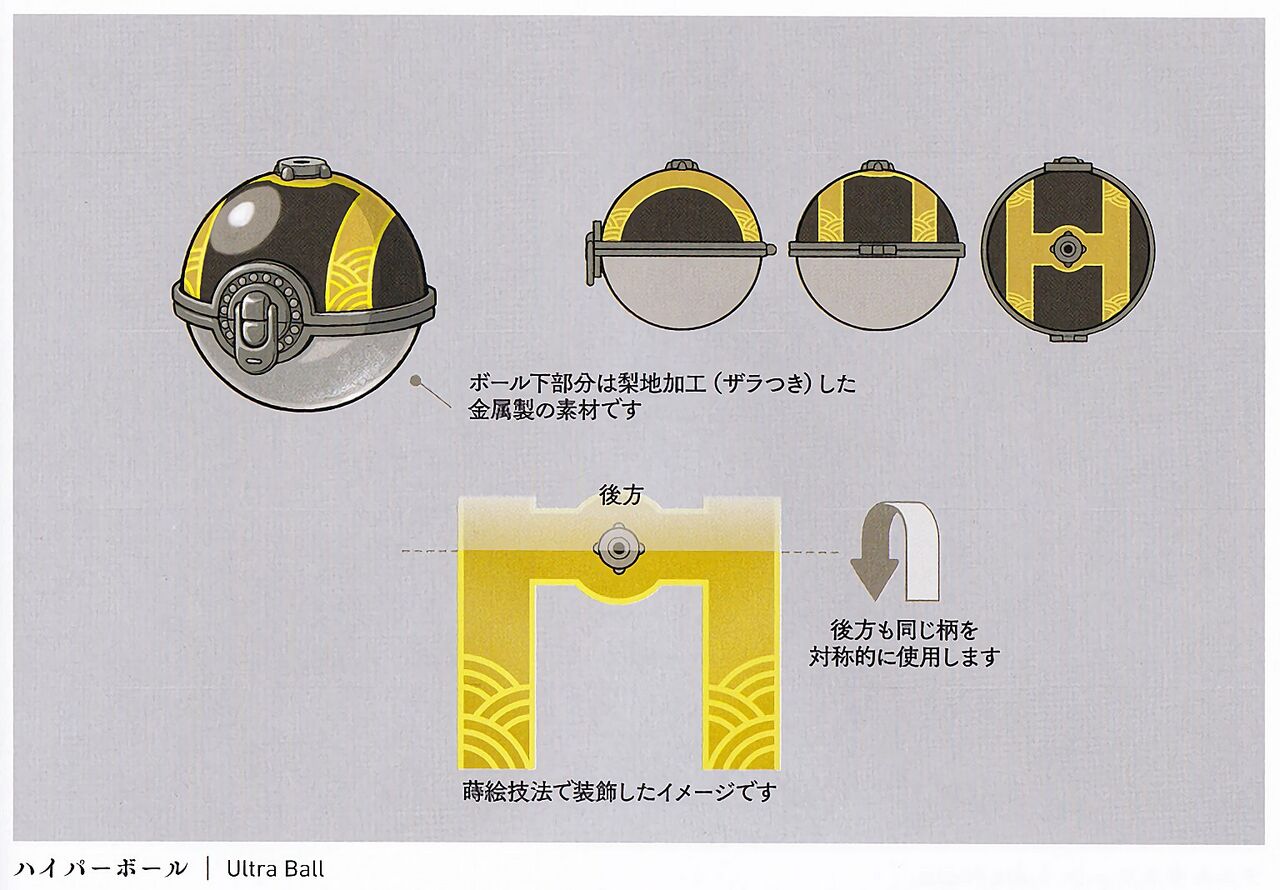 ボール下部分は梨地加工（ザラつき）した
金属製の素材です
後方
後方も同じ柄を
対称的に使用します
蒔絵技法で装飾したイメージです
ハイパーボール | Ultra Ball